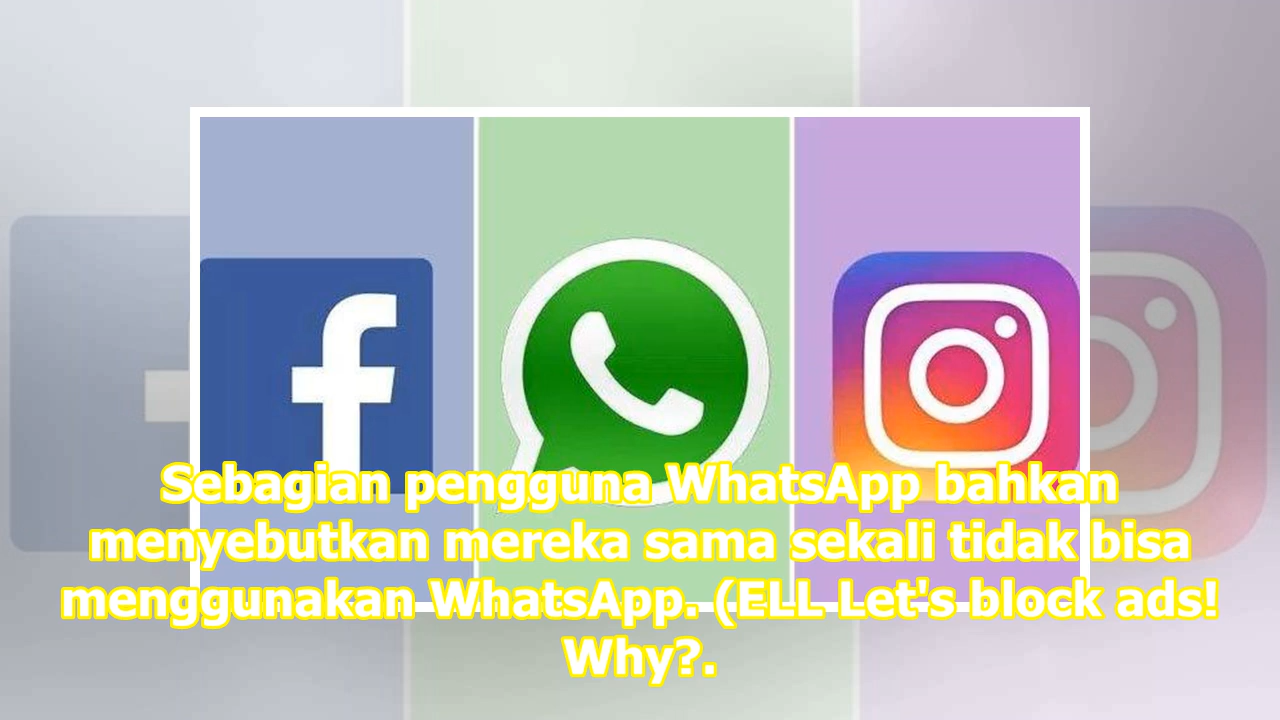 Sebagian pengguna WhatsApp bahkan
menyebutkan mereka sama sekali tidak bisa
menggunakan WhatsApp. (ELL Let's block ads!
Why?.